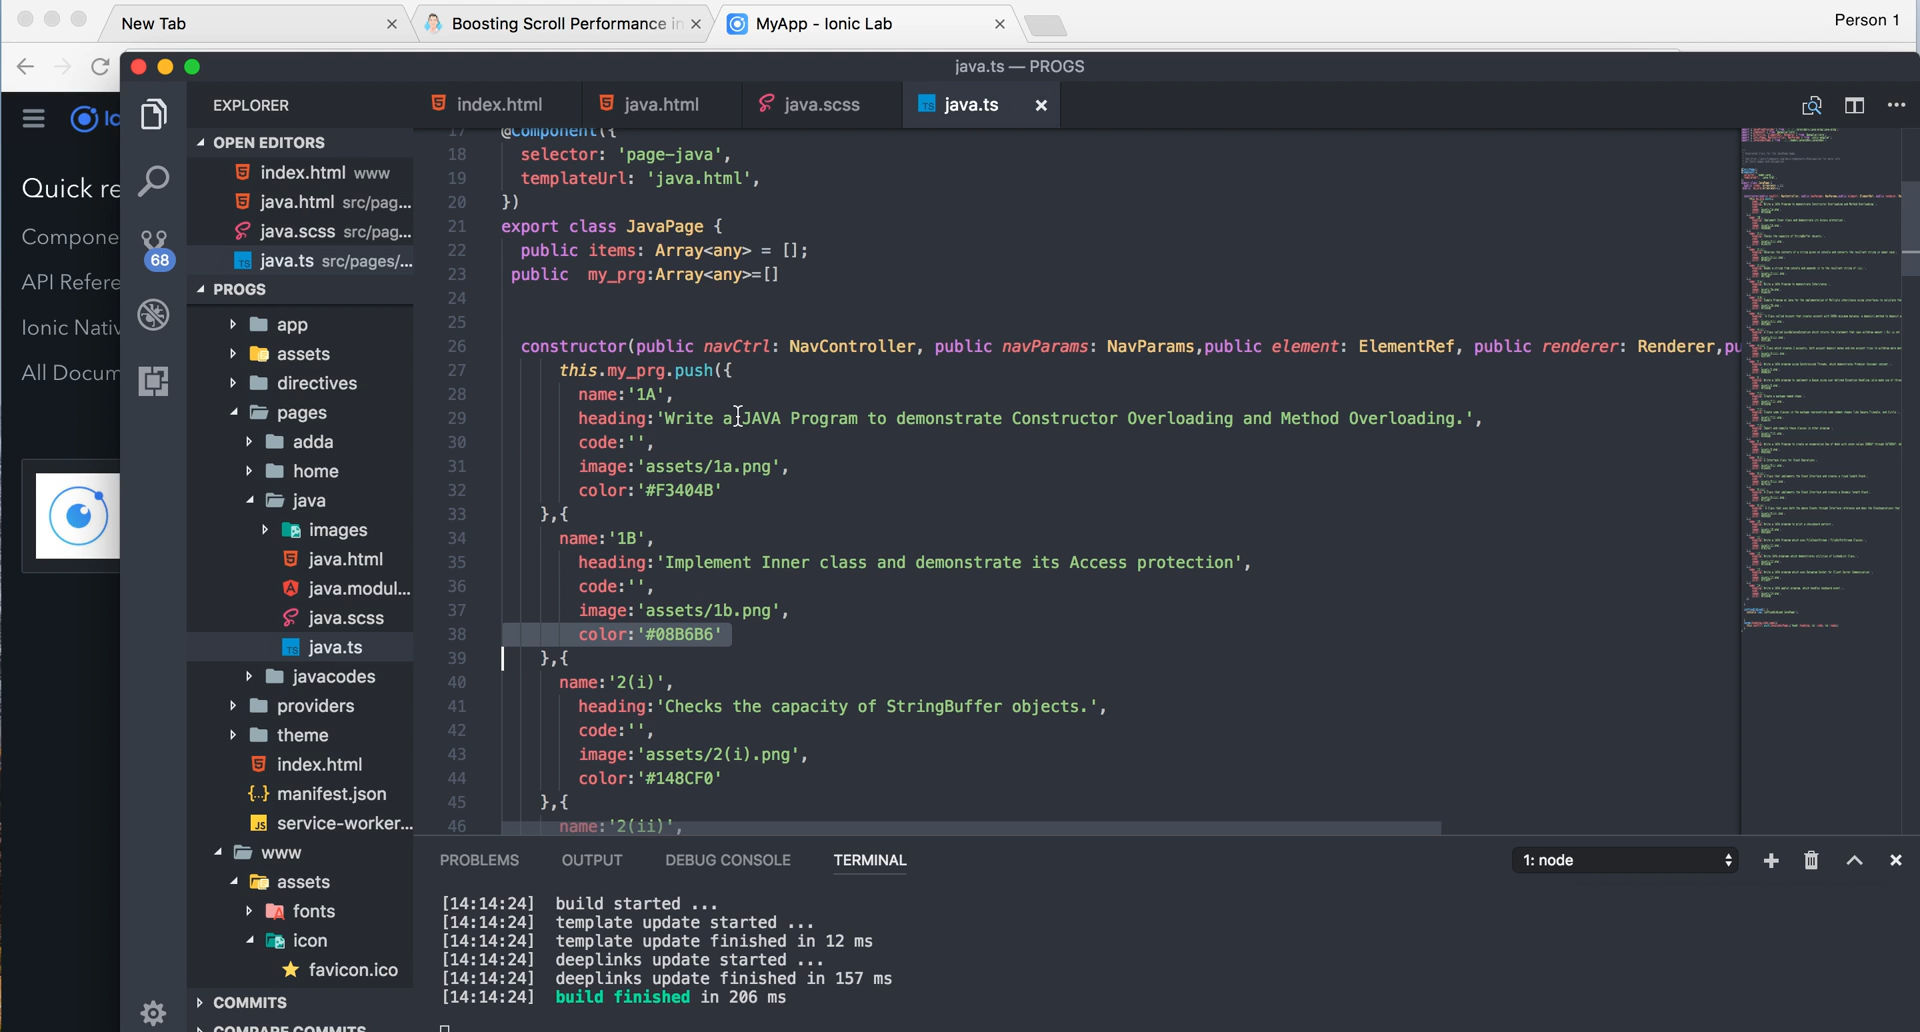 New Tab
Boosting Scroll Performance in
MyApp - Ionic Lab
Person 1
java.ts — PROGS
EXPLORER
index.html
java.html
java.scss
java.ts
OPEN EDITORS
index.html www
java.html src/pag...
java.scss src/pag...
java.ts src/pages/...
PROGS
app
assets
directives
pages
adda
home
java
images
java.html
java.modul...
java.scss
java.ts
javacodes
providers
theme
index.html
manifest.json
service-worker...
www
assets
fonts
icon
favicon.ico
COMMITS
COMPARE COMMITS
68
Quick re
Compone
API Refere
Ionic Nativ
All Docum
17 @Component({
18 selector: 'page-java',
19 templateUrl: 'java.html',
20 })
21 export class JavaPage {
22 public items: Array<any> = [];
23 public my_prg:Array<any>=[]
24
25
26 constructor(public navCtrl: NavController, public navParams: NavParams,public element: ElementRef, public renderer: Renderer,pu
27 this.my_prg.push({
28 name:'1A',
29 heading:'Write a JAVA Program to demonstrate Constructor Overloading and Method Overloading.',
30 code:'',
31 image:'assets/1a.png',
32 color:'#F3404B'
33 },{
34 name:'1B',
35 heading:'Implement Inner class and demonstrate its Access protection',
36 code:'',
37 image:'assets/1b.png',
38 color:'#08B6B6'
39 },{
40 name:'2(i)',
41 heading:'Checks the capacity of StringBuffer objects.',
42 code:'',
43 image:'assets/2(i).png',
44 color:'#148CF0'
45 },{
46 name:'2(ii)',
PROBLEMS
OUTPUT
DEBUG CONSOLE
TERMINAL
1: node
[14:14:24] build started ...
[14:14:24] template update started ...
[14:14:24] template update finished in 12 ms
[14:14:24] deeplinks update started ...
[14:14:24] deeplinks update finished in 157 ms
[14:14:24] build finished in 206 ms